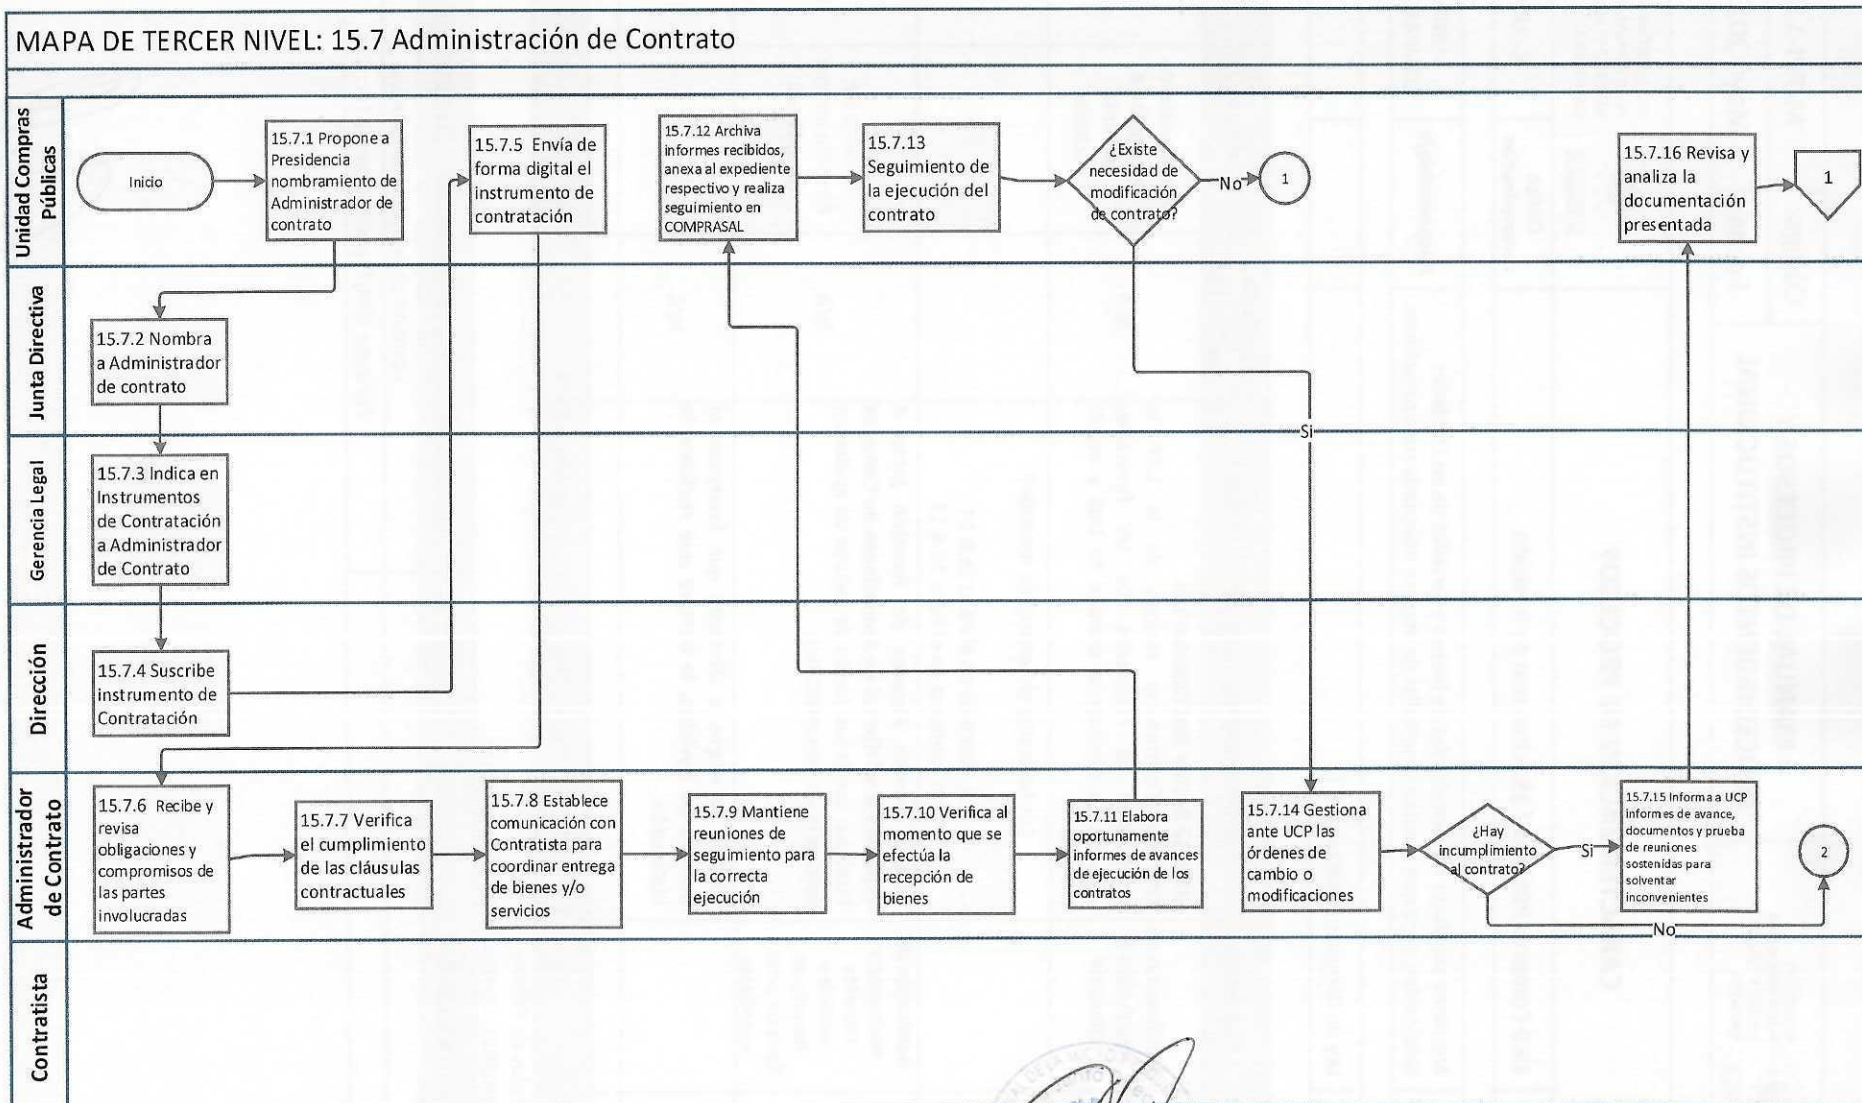 MAPA DE TERCER NIVEL: 15.7 Administración de Contrato
Unidad Compras
Públicas
Inicio
15.7.1 Propone a
Presidencia
nombramiento de
Administrador de
contrato
15.7.5 Envía de
forma digital el
instrumento de
contratación
15.7.12 Archiva
informes recibidos,
anexa al expediente
respectivo y realiza
seguimiento en
COMPRASAL
15.7.13
Seguimiento de
la ejecución del
contrato
¿Existe
necesidad de
modificación
de contrato?
No
1
15.7.16 Revisa y
analiza la
documentación
presentada
1
Junta Directiva
15.7.2 Nombra
a Administrador
de contrato
Si
Gerencia Legal
15.7.3 Indica en
Instrumentos
de Contratación
a Administrador
de Contrato
Dirección
15.7.4 Suscribe
instrumento de
Contratación
Administrador
de Contrato
15.7.6 Recibe y
revisa
obligaciones y
compromisos de
las partes
involucradas
15.7.7 Verifica
el cumplimiento
de las cláusulas
contractuales
15.7.8 Establece
comunicación con
Contratista para
coordinar entrega
de bienes y/o
servicios
15.7.9 Mantiene
reuniones de
seguimiento para
la correcta
ejecución
15.7.10 Verifica al
momento que se
efectúa la
recepción de
bienes
15.7.11 Elabora
oportunamente
informes de avances
de ejecución de los
contratos
15.7.14 Gestiona
ante UCP las
órdenes de
cambio o
modificaciones
¿Hay
incumplimiento
al contrato?
Si
15.7.15 Informa a UCP
informes de avance,
documentos y prueba
de reuniones
sostenidas para
solventar
inconvenientes
2
No
Contratista